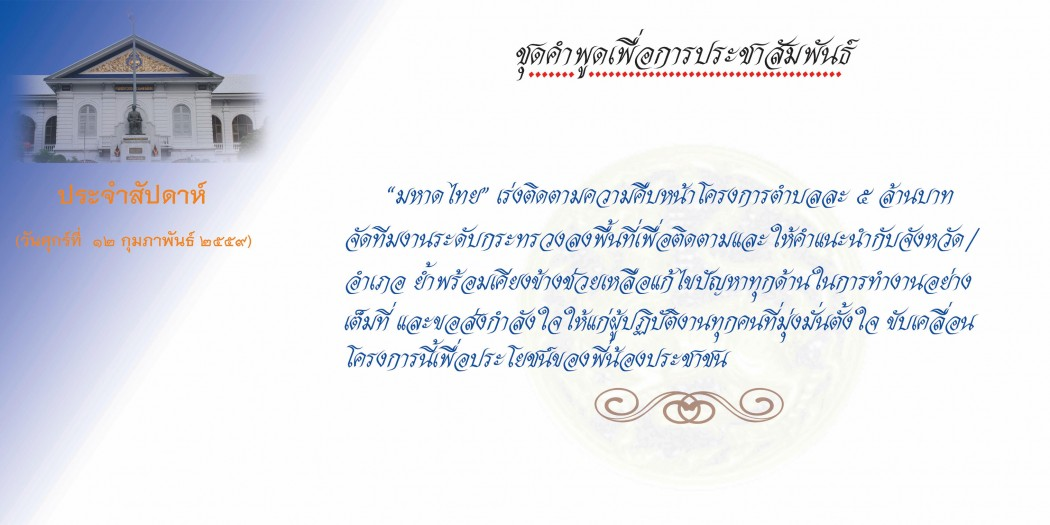 ชุดคำพูดเพื่อการประชาสัมพันธ์
ประจำสัปดาห์
(วันศุกร์ที่ ๑๒ กุมภาพันธ์ ๒๕๕๙)
“มหาดไทย” เร่งติดตามความคืบหน้าโครงการตำบลละ ๕ ล้านบาท
จัดทีมงานระดับกระทรวงลงพื้นที่เพื่อติดตามและให้คำแนะนำกับจังหวัด/
อำเภอ ย้ำพร้อมเคียงข้างช่วยเหลือแก้ไขปัญหาทุกด้านในการทำงานอย่าง
เต็มที่ และขอส่งกำลังใจให้แก่ผู้ปฏิบัติงานทุกคนที่มุ่งมั่นตั้งใจ ขับเคลื่อน
โครงการนี้เพื่อประโยชน์ของพี่น้องประชาชน